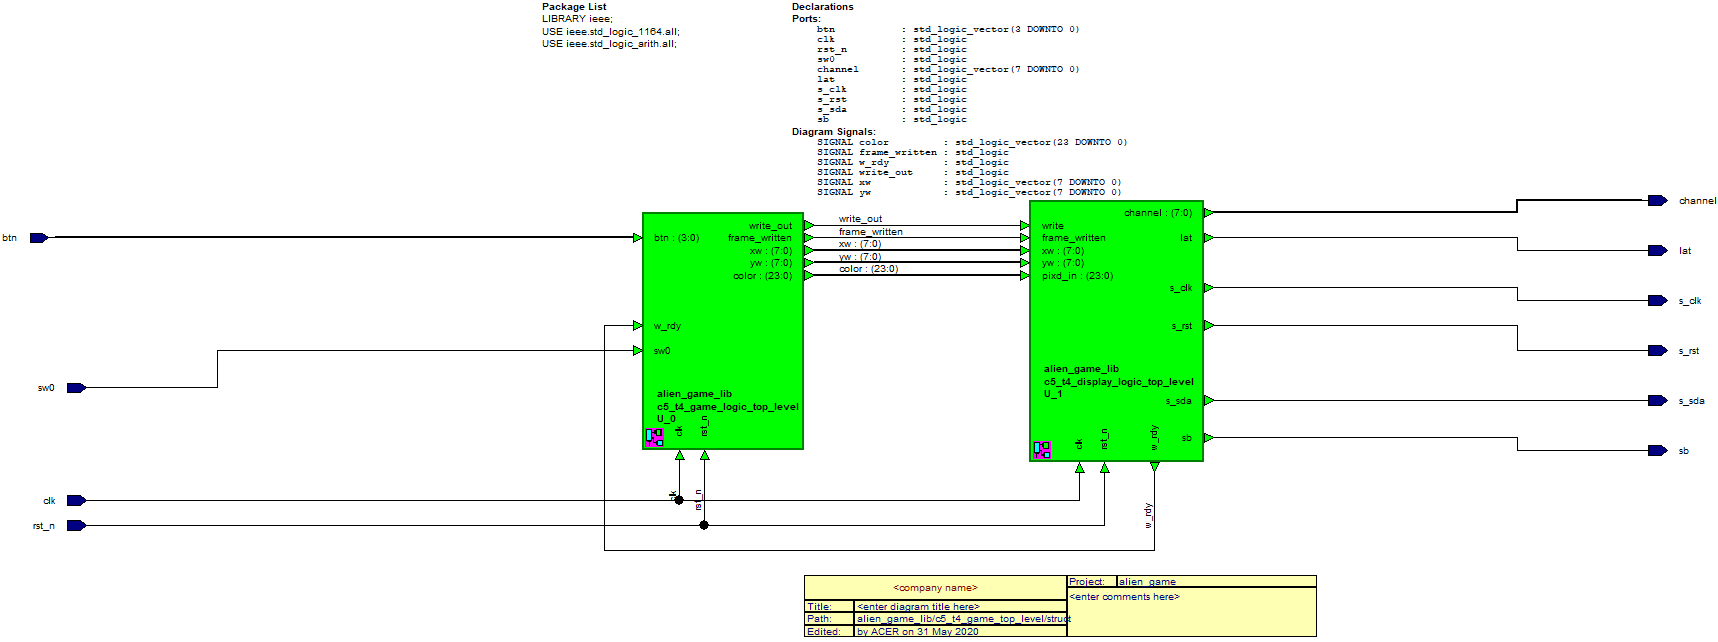 Package List
LIBRARY ieee;
USE ieee.std_logic_1164.all;
USE ieee.std_logic_arith.all;
Declarations
Ports:
btn : std_logic_vector(3 DOWNTO 0)
clk : std_logic
rst_n : std_logic
sw0 : std_logic
channel : std_logic_vector(7 DOWNTO 0)
lat : std_logic
s_clk : std_logic
s_rst : std_logic
s_sda : std_logic
sb : std_logic
Diagram Signals:
SIGNAL color : std_logic_vector(23 DOWNTO 0)
SIGNAL frame_written : std_logic
SIGNAL w_rdy : std_logic
SIGNAL write_out : std_logic
SIGNAL xw : std_logic_vector(7 DOWNTO 0)
SIGNAL yw : std_logic_vector(7 DOWNTO 0)
btn
sw0
clk
rst_n
btn : (3:0)
write_out
frame_written
xw : (7:0)
yw : (7:0)
color : (23:0)
w_rdy
sw0
alien_game_lib
c5_t4_game_logic_top_level
U_0
clk
rst_n
clk
rst_n
write_out
frame_written
xw : (7:0)
yw : (7:0)
color : (23:0)
write
frame_written
xw : (7:0)
yw : (7:0)
pixd_in : (23:0)
channel : (7:0)
lat
s_clk
s_rst
alien_game_lib
c5_t4_display_logic_top_level
U_1
s_sda
sb
clk
rst_n
w_rdy
w_rdy
channel
lat
s_clk
s_rst
s_sda
sb
<company name>
Title: <enter diagram title here>
Path: alien_game_lib/c5_t4_game_top_level/struct
Edited: by ACER on 31 May 2020
Project: alien_game
<enter comments here>